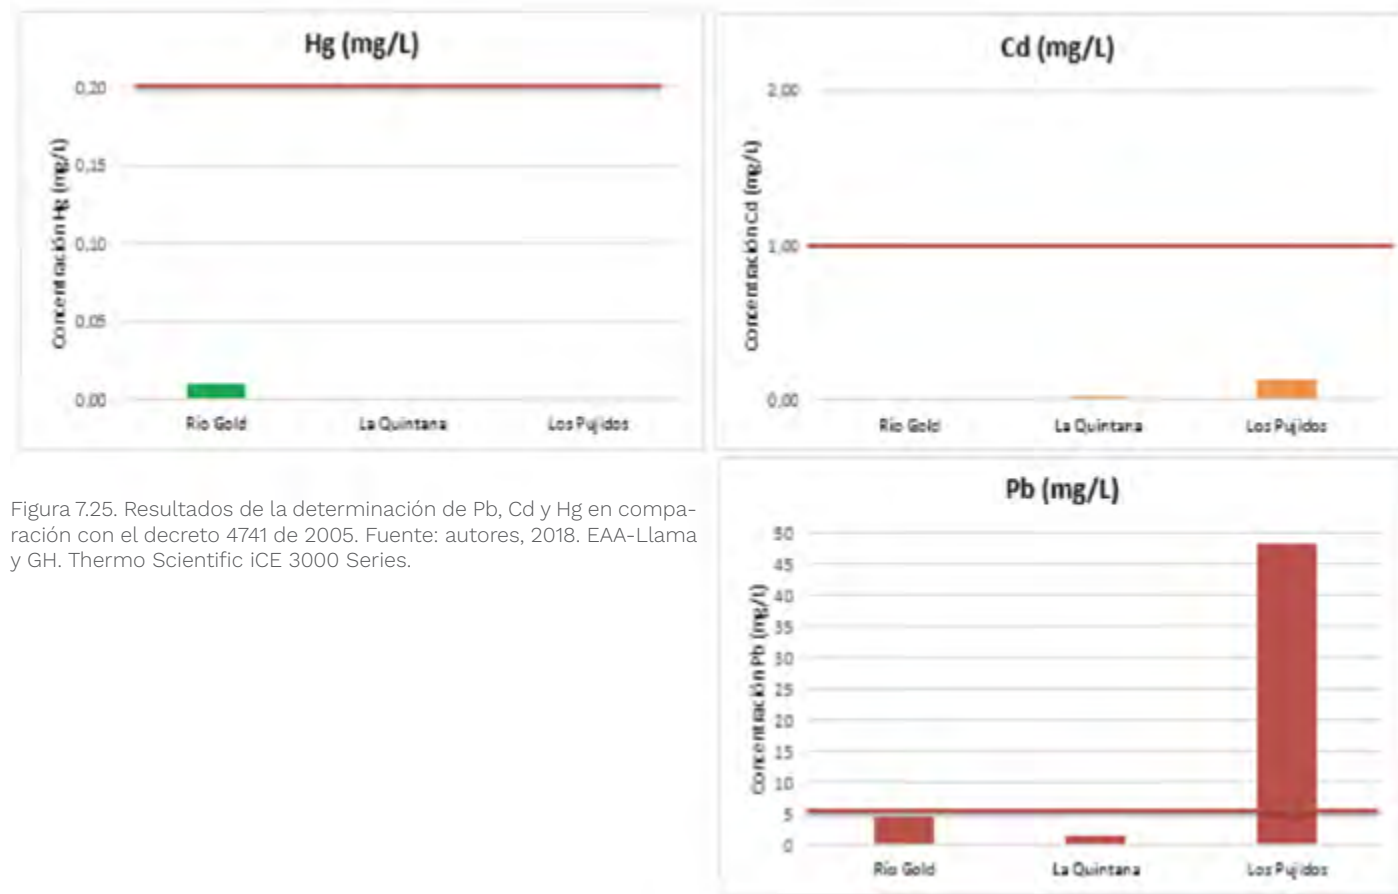 Hg (mg/L)
Concentración Hg (mg/L)
0,20
0,15
0,10
0,05
0,00
Río Gold
La Quintana
Los Pujidos
Cd (mg/L)
Concentración Cd (mg/L)
2,00
1,00
0,00
Río Gold
La Quintana
Los Pujidos
Figura 7.25. Resultados de la determinación de Pb, Cd y Hg en compa-
ración con el decreto 4741 de 2005. Fuente: autores, 2018. EAA-Llama
y GH. Thermo Scientific iCE 3000 Series.
Pb (mg/L)
Concentración Pb (mg/L)
50
45
40
35
30
25
20
15
10
5
0
Río Gold
La Quintana
Los Pujidos